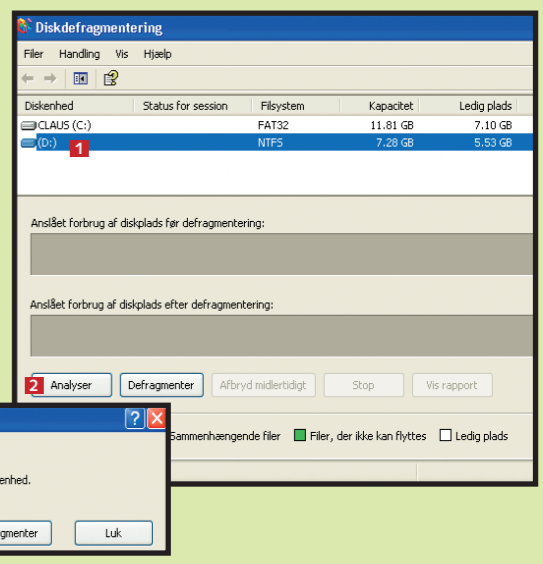 Diskdefragmentering
Filer Handling Vis Hjælp
Diskenhed Status for session Filsystem Kapacitet Ledig plads
CLAUS (C:) FAT32 11.81 GB 7.10 GB
(D:) 1 NTFS 7.28 GB 5.53 GB
Anslået forbrug af diskplads før defragmentering:
Anslået forbrug af diskplads efter defragmentering:
2 Analyser Defragmenter Afbryd midlertidigt Stop Vis rapport
Sammenhængende filer Filer, der ikke kan flyttes Ledig plads
enhed.
gmenter Luk